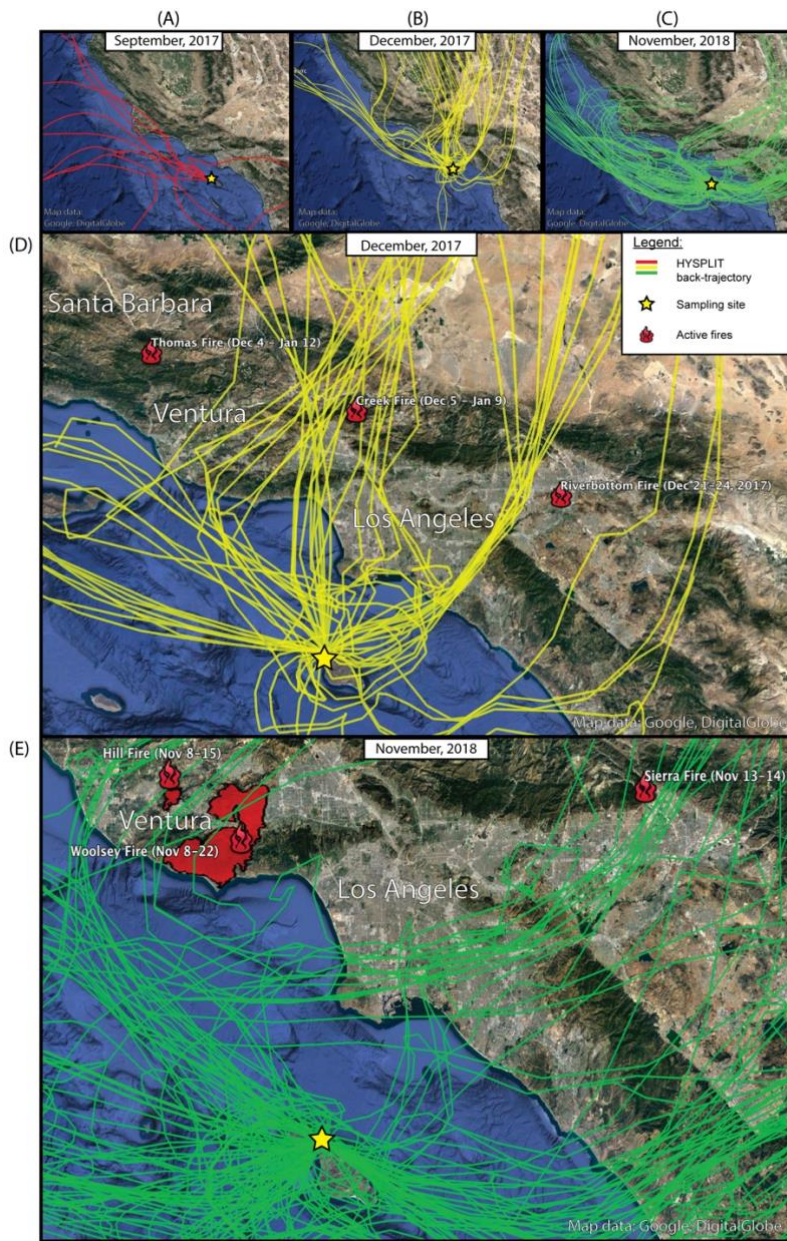 (A)
(B)
(C)
September, 2017
December, 2017
November, 2018
Map data:
Google, DigitalGlobe
Map data:
Google, DigitalGlobe
Map data:
Google, DigitalGlobe
(D)
December, 2017
Legend:
HYSPLIT
back-trajectory
Sampling site
Active fires
Santa Barbara
Thomas Fire (Dec 4 - Jan 12)
Ventura
Creek Fire (Dec 5 - Jan 9)
Riverbottom Fire (Dec 21-24, 2017)
Los Angeles
Map data: Google, DigitalGlobe
(E)
November, 2018
Hill Fire (Nov 8-15)
Sierra Fire (Nov 13-14)
Ventura
Woolsey Fire (Nov 8-22)
Los Angeles
Map data: Google, DigitalGlobe